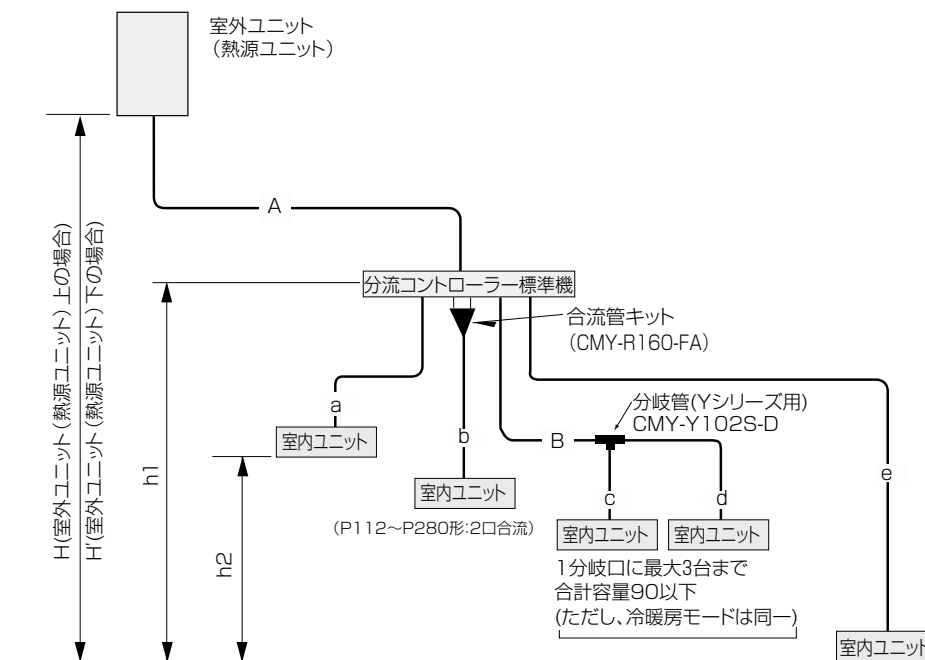 室外ユニット
（熱源ユニット）
A
H(室外ユニット(熱源ユニット)上の場合)
H'(室外ユニット(熱源ユニット)下の場合)
分流コントローラー標準機
合流管キット
（CMY-R160-FA）
h1
a
室内ユニット
b
室内ユニット
（P112～P280形:2口合流）
h2
B
分岐管(Yシリーズ用)
CMY-Y102S-D
c
d
室内ユニット
室内ユニット
1分岐口に最大3台まで
合計容量90以下
(ただし、冷暖房モードは同一)
e
室内ユニット